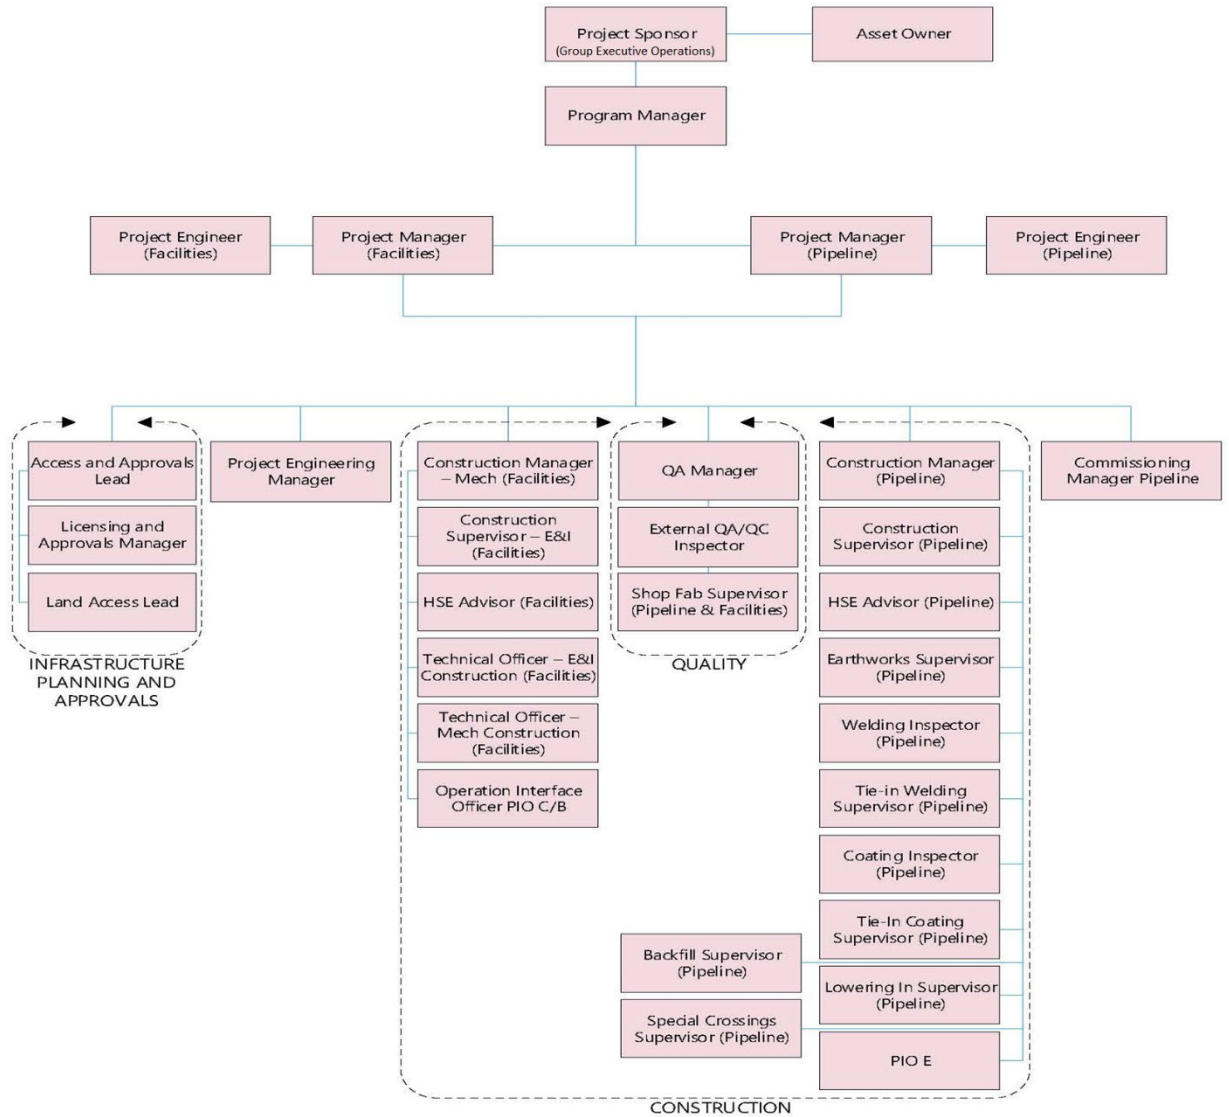 Project Sponsor
(Group Executive Operations)
Asset Owner
Program Manager
Project Engineer
(Facilities)
Project Manager
(Facilities)
Project Manager
(Pipeline)
Project Engineer
(Pipeline)
Access and Approvals
Lead
Licensing and
Approvals Manager
Land Access Lead
INFRASTRUCTURE
PLANNING AND
APPROVALS
Project Engineering
Manager
Construction Manager
– Mech (Facilities)
Construction
Supervisor – E&I
(Facilities)
HSE Advisor (Facilities)
Technical Officer – E&I
Construction (Facilities)
Technical Officer –
Mech Construction
(Facilities)
Operation Interface
Officer PIO C/B
QA Manager
External QA/QC
Inspector
Shop Fab Supervisor
(Pipeline & Facilities)
QUALITY
Construction Manager
(Pipeline)
Construction
Supervisor (Pipeline)
HSE Advisor (Pipeline)
Earthworks Supervisor
(Pipeline)
Welding Inspector
(Pipeline)
Tie-in Welding
Supervisor (Pipeline)
Coating Inspector
(Pipeline)
Tie-In Coating
Supervisor (Pipeline)
Backfill Supervisor
(Pipeline)
Lowering In Supervisor
(Pipeline)
Special Crossings
Supervisor (Pipeline)
PIO E
Commissioning
Manager Pipeline
CONSTRUCTION